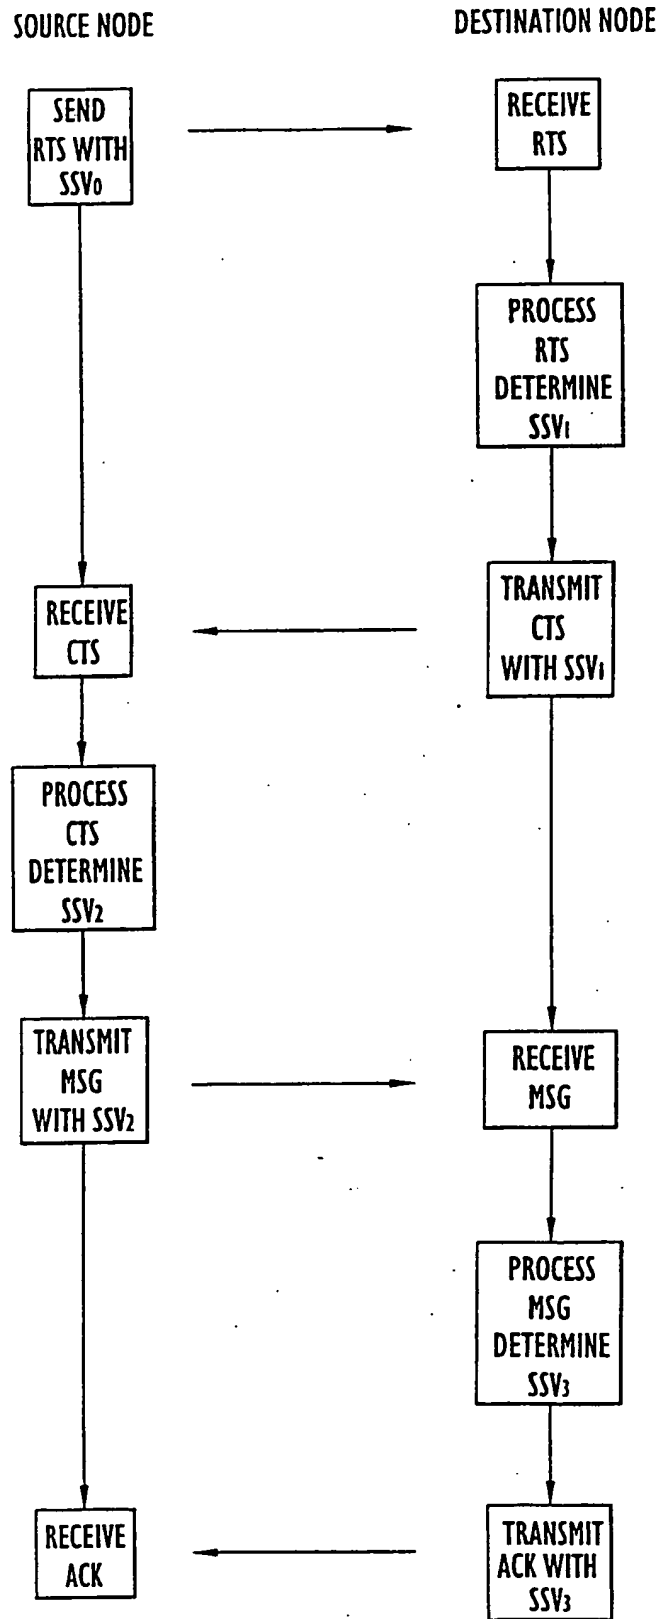 SOURCE NODE
DESTINATION NODE
SEND
RTS WITH
SSV₀
RECEIVE
RTS
PROCESS
RTS
DETERMINE
SSV₁
RECEIVE
CTS
TRANSMIT
CTS
WITH SSV₁
PROCESS
CTS
DETERMINE
SSV₂
TRANSMIT
MSG
WITH SSV₂
RECEIVE
MSG
PROCESS
MSG
DETERMINE
SSV₃
RECEIVE
ACK
TRANSMIT
ACK WITH
SSV₃